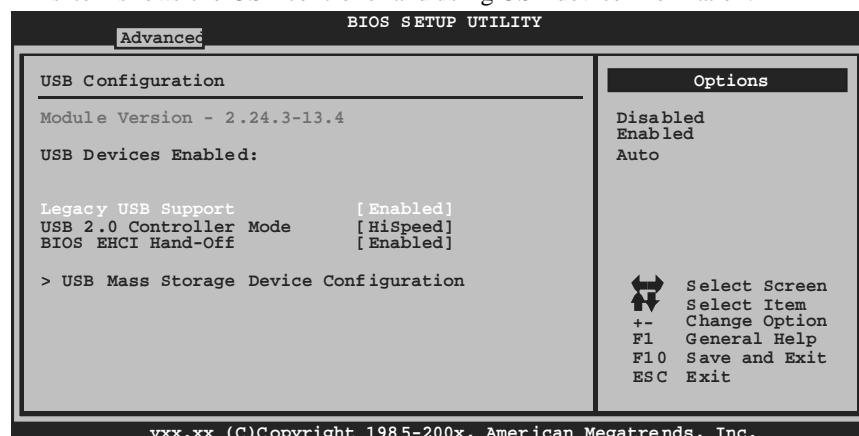 BIOS SETUP UTILITY
Advanced
USB Configuration
Module Version - 2.24.3-13.4
USB Devices Enabled:
Legacy USB Support [Enabled]
USB 2.0 Controller Mode [HiSpeed]
BIOS EHCI Hand-Off [Enabled]
> USB Mass Storage Device Configuration
Options
Disabled
Enabled
Auto
Select Screen
Select Item
+- Change Option
F1 General Help
F10 Save and Exit
ESC Exit
vxx.xx (C)Copyright 1985-200x, American Megatrends, Inc.